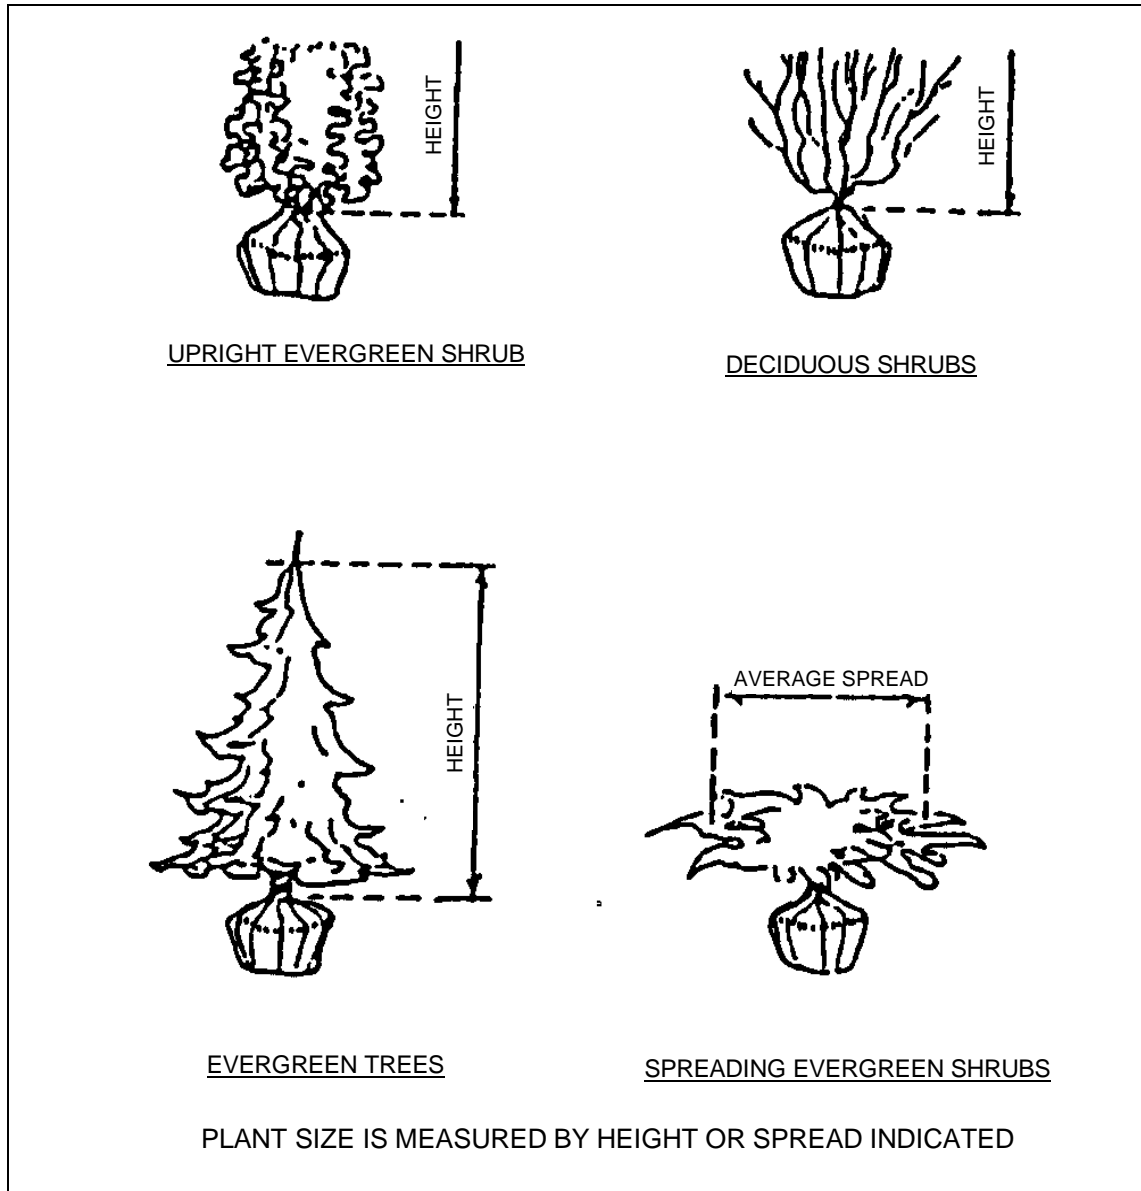 HEIGHT
HEIGHT
UPRIGHT EVERGREEN SHRUB
DECIDUOUS SHRUBS
HEIGHT
AVERAGE SPREAD
EVERGREEN TREES
SPREADING EVERGREEN SHRUBS
PLANT SIZE IS MEASURED BY HEIGHT OR SPREAD INDICATED